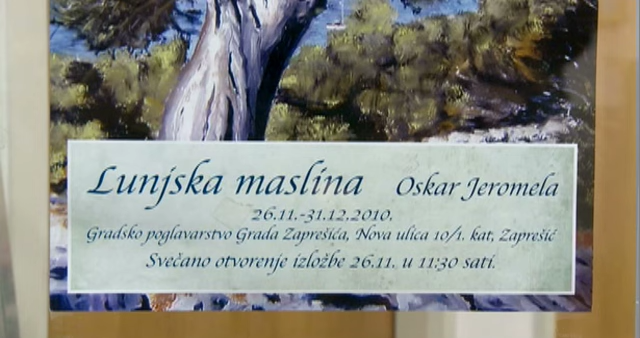 Lunjska maslina Oskar Jeromela
26.11.-31.12.2010.
Gradsko poglavarstvo Grada Zaprešića, Nova ulica 10/1. kat, Zaprešić
Svečano otvorenje izložbe 26.11. u 11:30 sati.